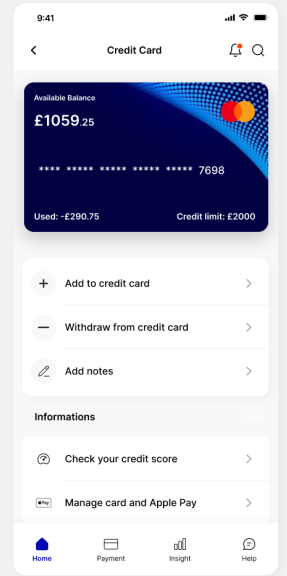 9:41
Credit Card
Available Balance
£1059.25
**** ***** ***** ***** ***** 7698
Used: -£290.75
Credit limit: £2000
Add to credit card
Withdraw from credit card
Add notes
Informations
Check your credit score
Pay
Manage card and Apple Pay
Home
Payment
Insight
Help